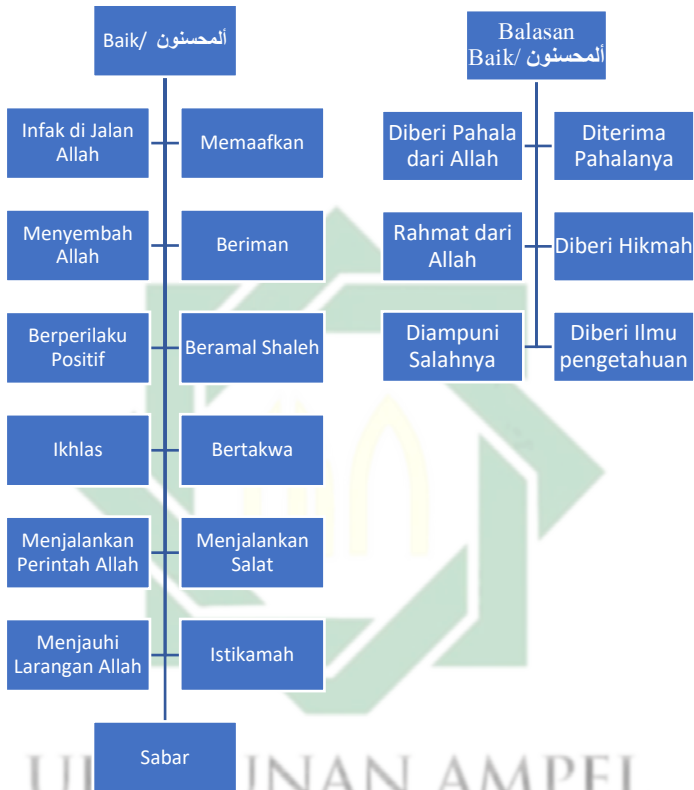 Baik/ ألمحسنون
Infak di Jalan
Allah
Memaafkan
Menyembah
Allah
Beriman
Berperilaku
Positif
Beramal Shaleh
Ikhlas
Bertakwa
Menjalankan
Perintah Allah
Menjalankan
Salat
Menjauhi
Larangan Allah
Istikamah
Sabar
Balasan
Baik/ ألمحسنون
Diberi Pahala
dari Allah
Diterima
Pahalanya
Rahmat dari
Allah
Diberi Hikmah
Diampuni
Salahnya
Diberi Ilmu
pengetahuan
AMPEL